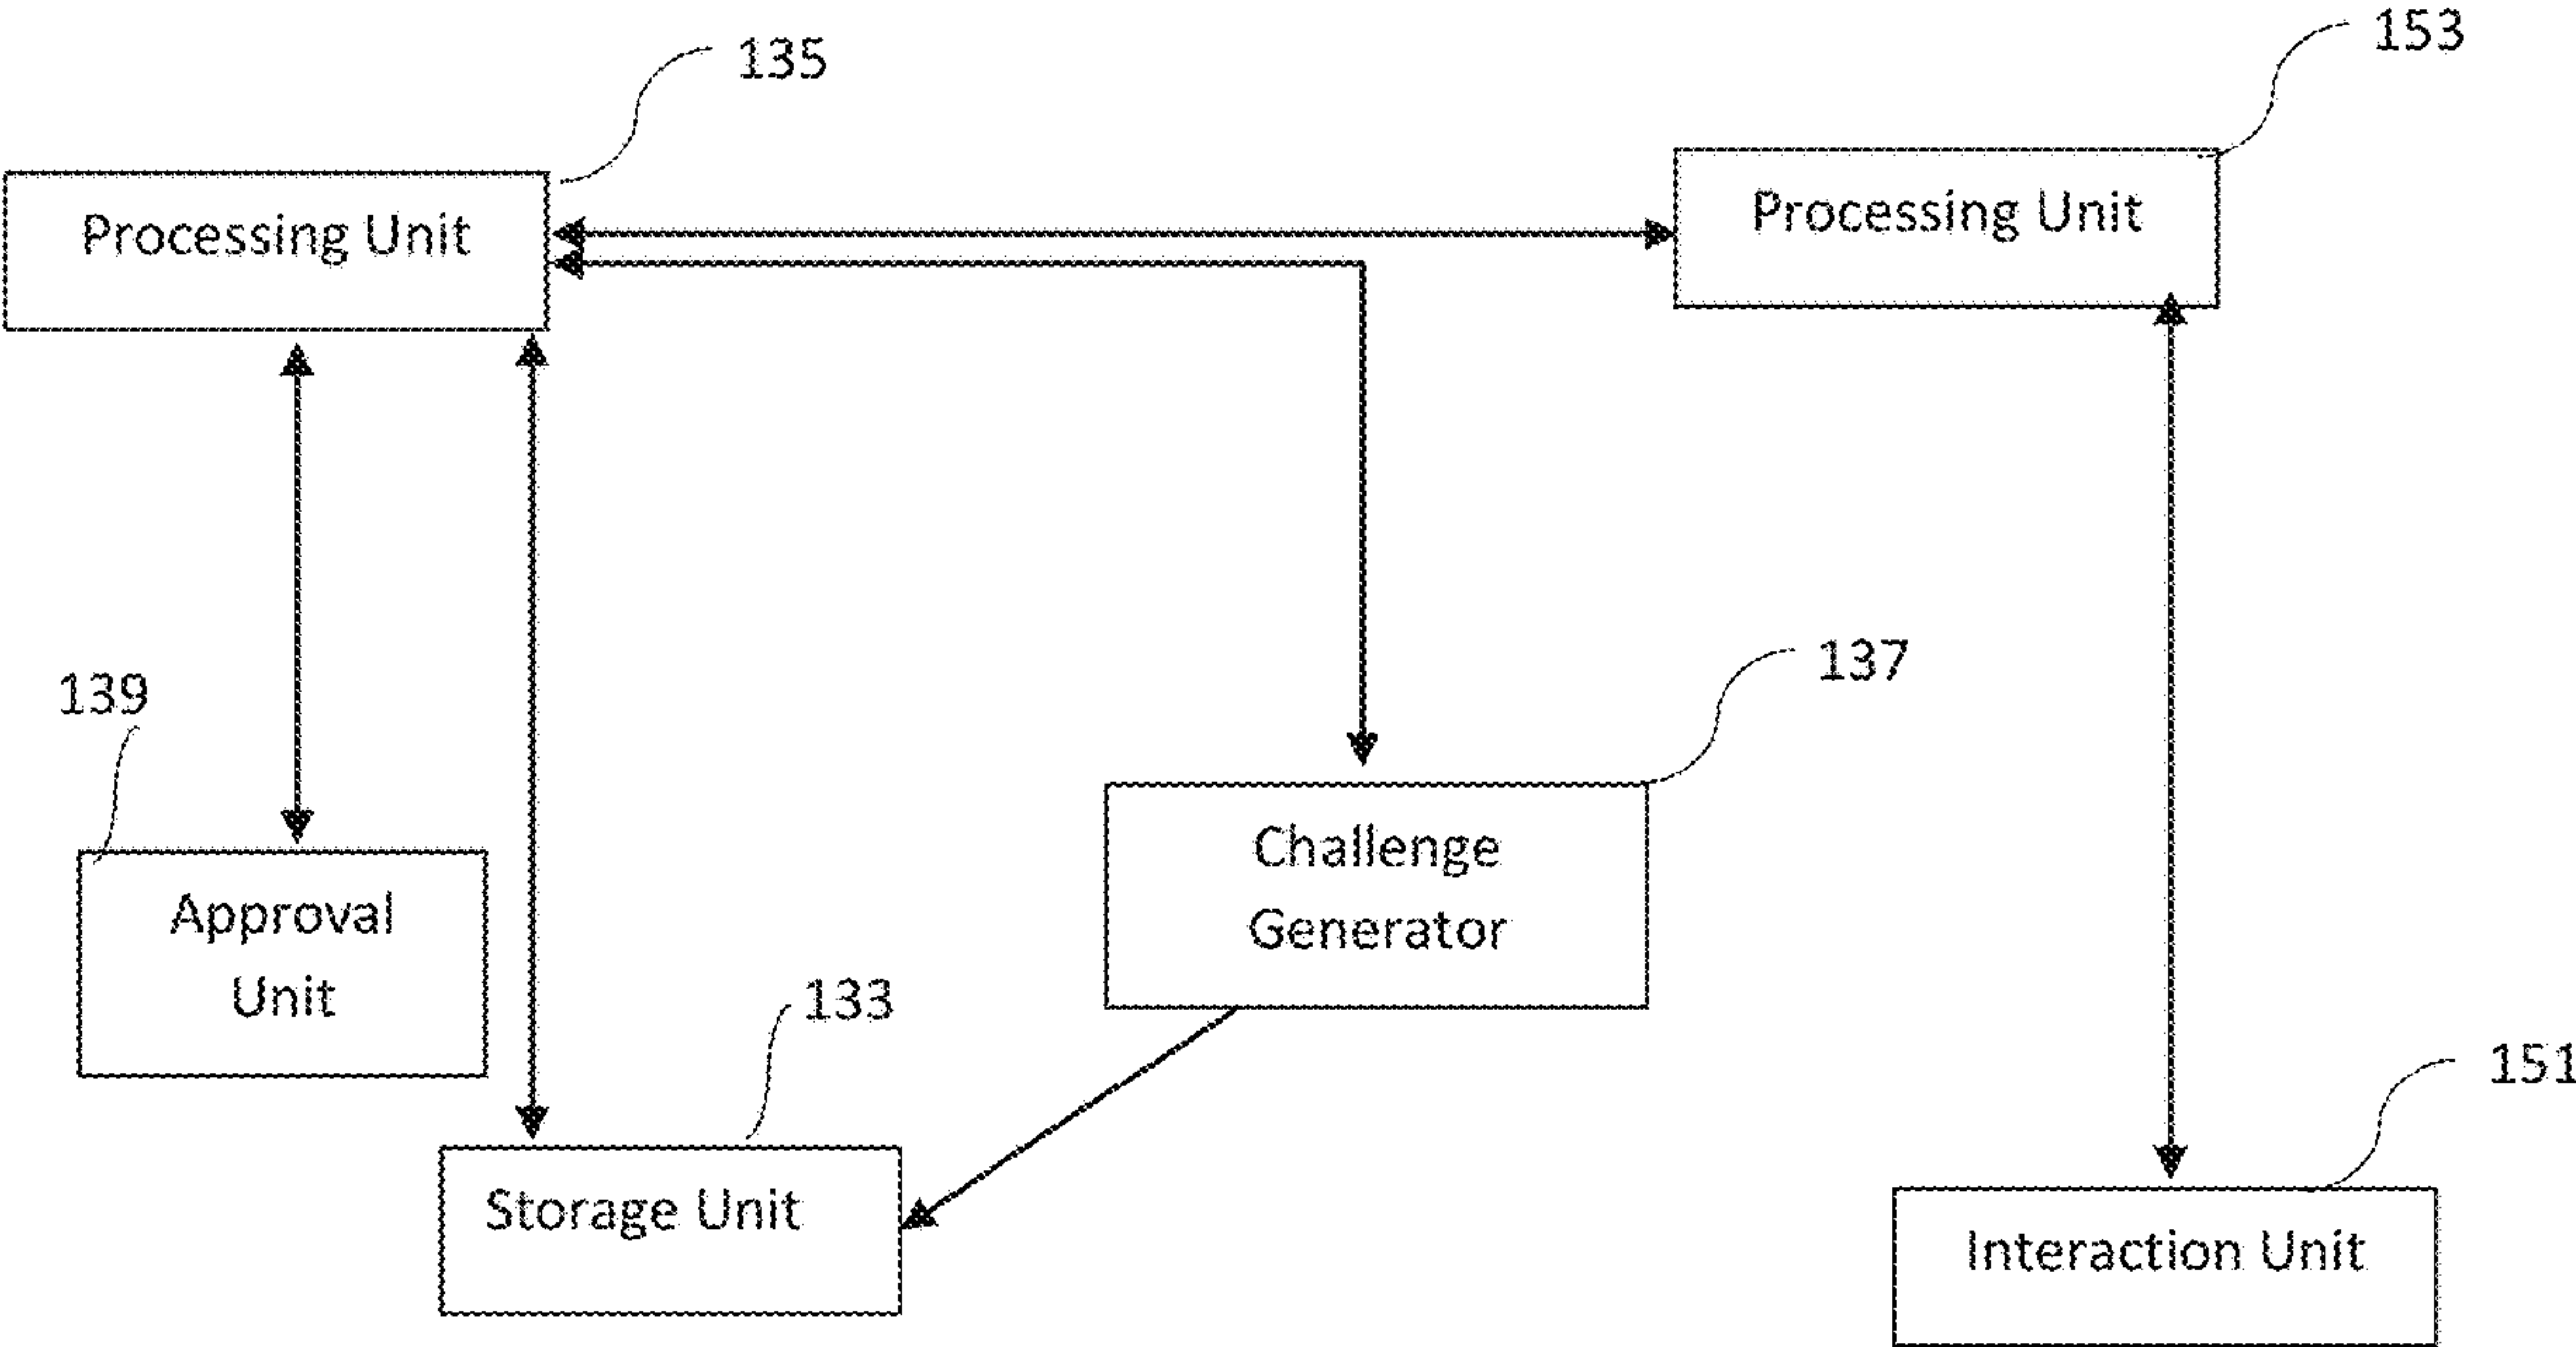 153
135
Processing Unit
Processing Unit
137
139
Challenge
Generator
Approval
Unit
133
151
Storage Unit
Interaction Unit